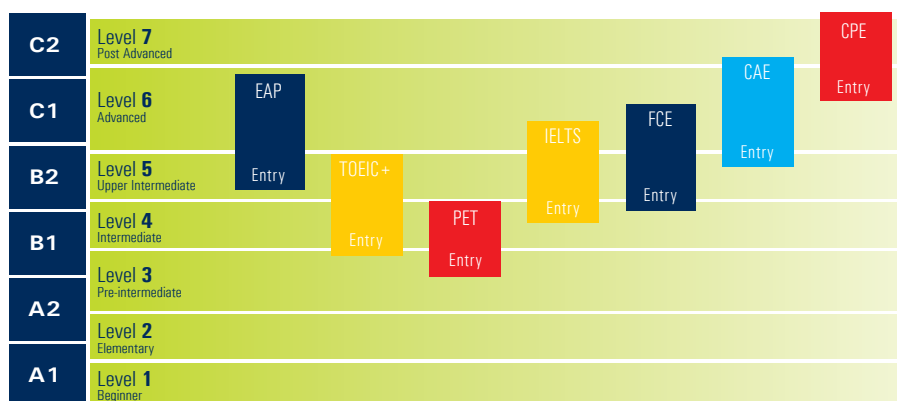 C2
Level 7
Post Advanced
CPE
Entry
C1
Level 6
Advanced
EAP
Entry
CAE
Entry
FCE
Entry
IELTS
Entry
B2
Level 5
Upper Intermediate
TOEIC+
Entry
B1
Level 4
Intermediate
PET
Entry
A2
Level 3
Pre-intermediate
Level 2
Elementary
A1
Level 1
Beginner